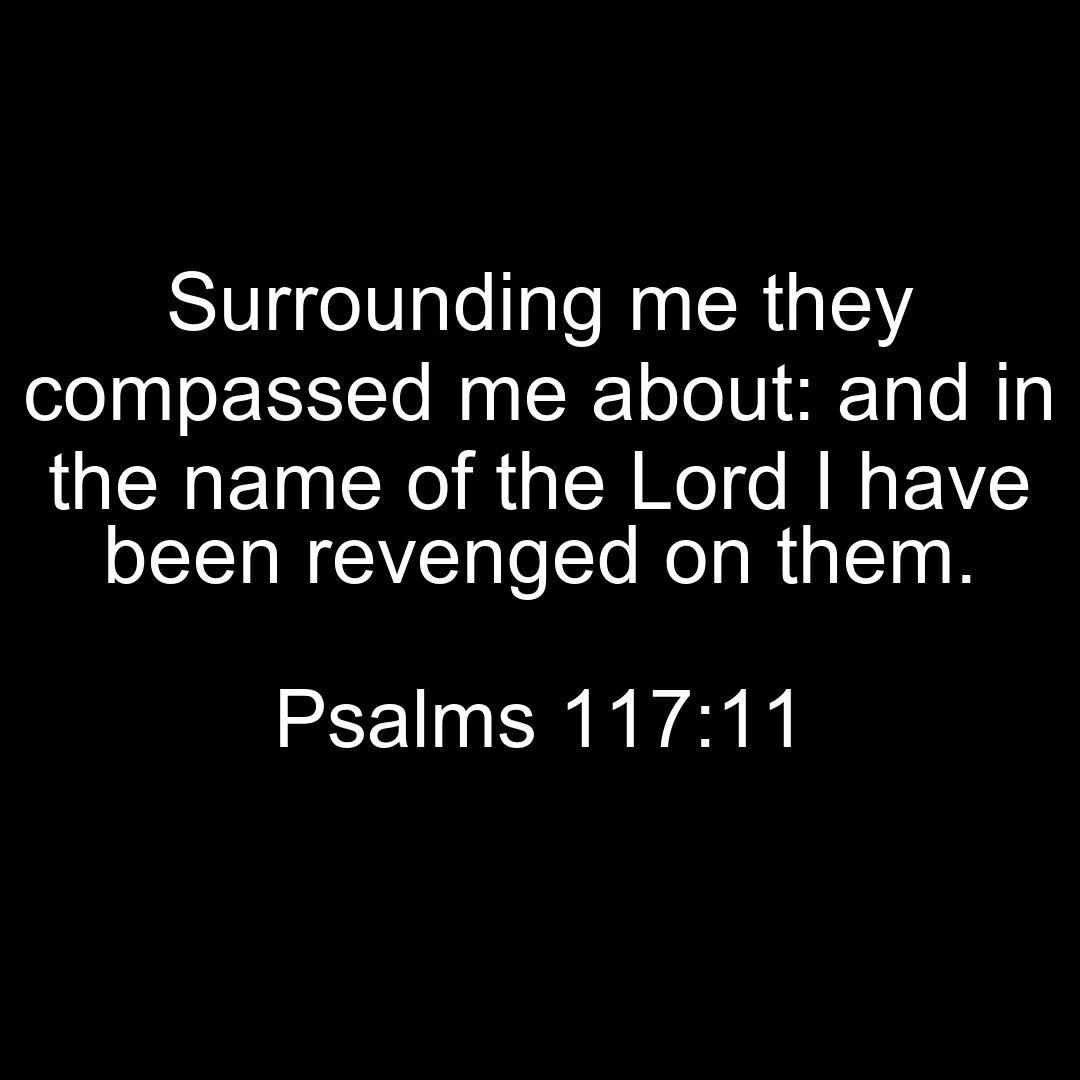 Surrounding me they
compassed me about: and in
the name of the Lord I have
been revenged on them.
Psalms 117:11